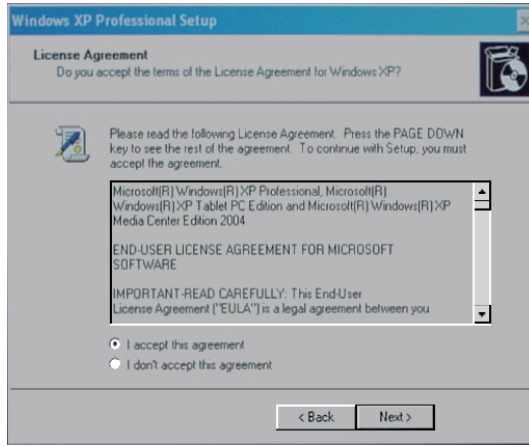 Windows XP Professional Setup
License Agreement
Do you accept the terms of the License Agreement for Windows XP?
Please read the following License Agreement. Press the PAGE DOWN
key to see the rest of the agreement. To continue with Setup, you must
accept the agreement.
Microsoft(R) Windows(R) XP Professional, Microsoft(R)
Windows(R) XP Tablet PC Edition and Microsoft(R) Windows(R) XP
Media Center Edition 2004
END-USER LICENSE AGREEMENT FOR MICROSOFT
SOFTWARE
IMPORTANT-READ CAREFULLY: This End-User
License Agreement ("EULA") is a legal agreement between you
I accept this agreement
I don't accept this agreement
< Back Next >